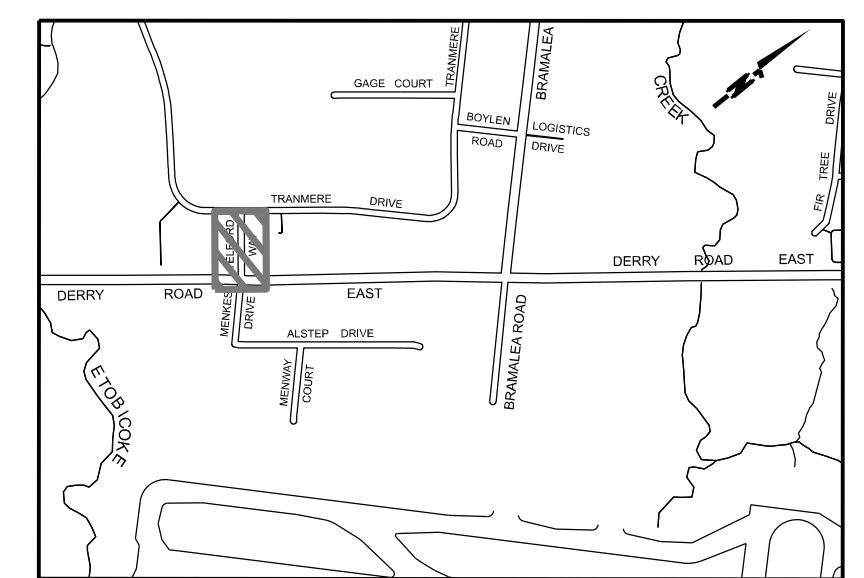 TRANMERE
BRAMALEA
GAGE COURT
CREEK
BOYLEN
ROAD
LOGISTICS
DRIVE
N
DRIVE
FIR TREE
TRANMERE DRIVE
WAY
DERRY ROAD EAST
DERRY ROAD EAST
MENKES
DRIVE
ALSTEP DRIVE
MENWAY
COURT
BRAMALEA ROAD
ETOBICOKE